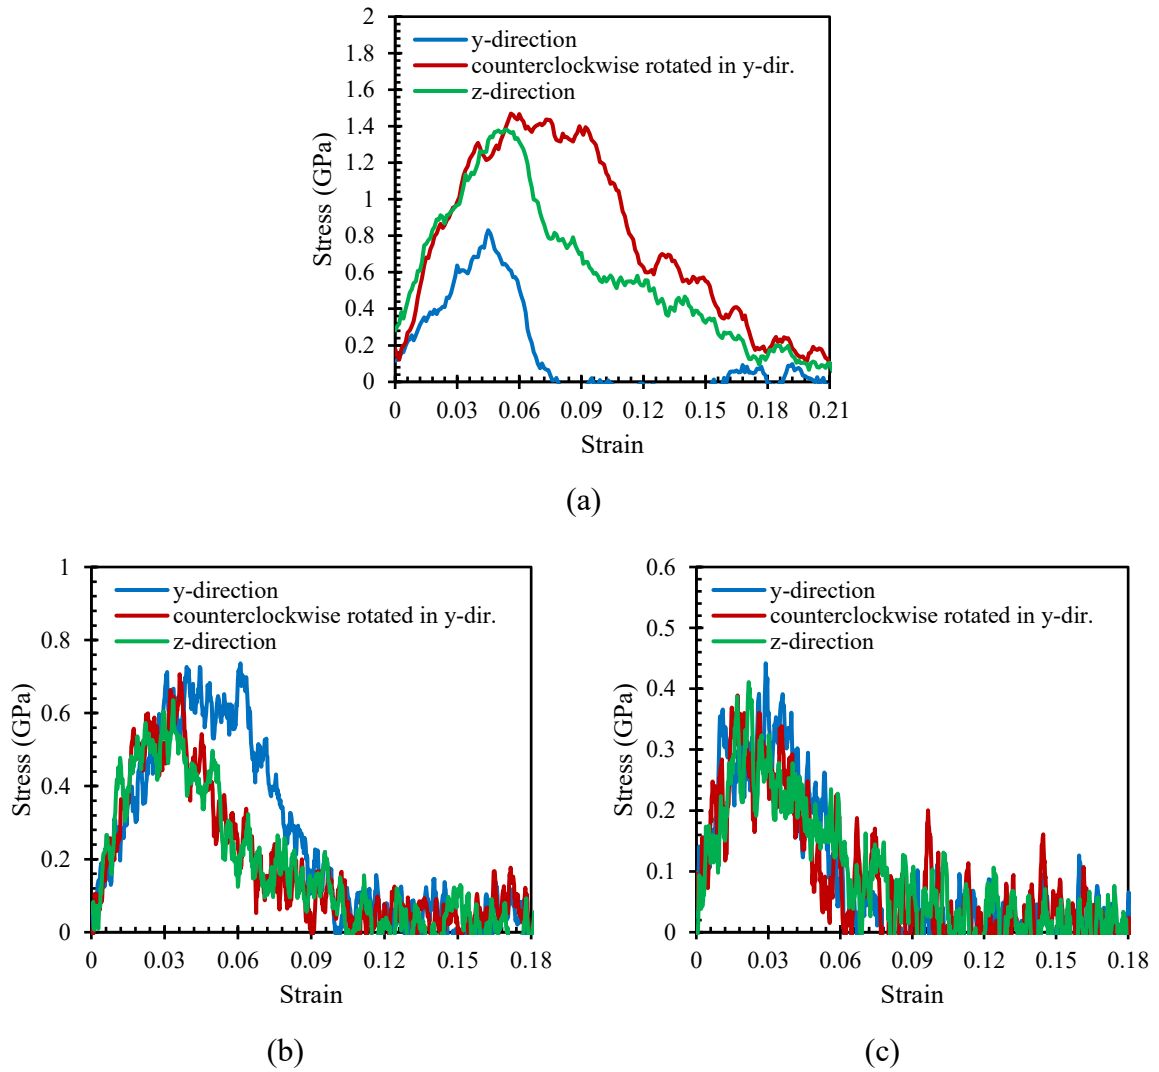 2
1.8
1.6
1.4
1.2
1
0.8
0.6
0.4
0.2
0
Stress (GPa)
y-direction
counterclockwise rotated in y-dir.
z-direction
0 0.03 0.06 0.09 0.12 0.15 0.18 0.21
Strain
(a)
1
0.8
0.6
0.4
0.2
0
Stress (GPa)
y-direction
counterclockwise rotated in y-dir.
z-direction
0 0.03 0.06 0.09 0.12 0.15 0.18
Strain
(b)
0.6
0.5
0.4
0.3
0.2
0.1
0
Stress (GPa)
y-direction
counterclockwise rotated in y-dir.
z-direction
0 0.03 0.06 0.09 0.12 0.15 0.18
Strain
(c)